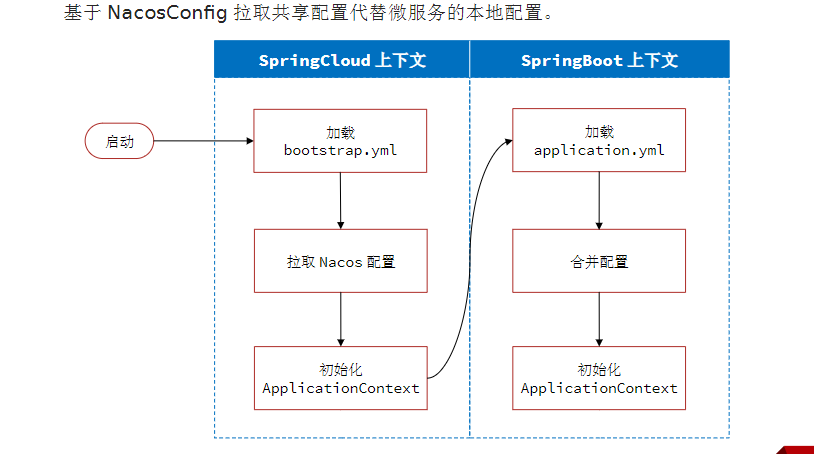 基于 NacosConfig 拉取共享配置代替微服务的本地配置。
SpringCloud 上下文
SpringBoot 上下文
启动
加载
bootstrap.yml
拉取 Nacos 配置
初始化
ApplicationContext
加载
application.yml
合并配置
初始化
ApplicationContext